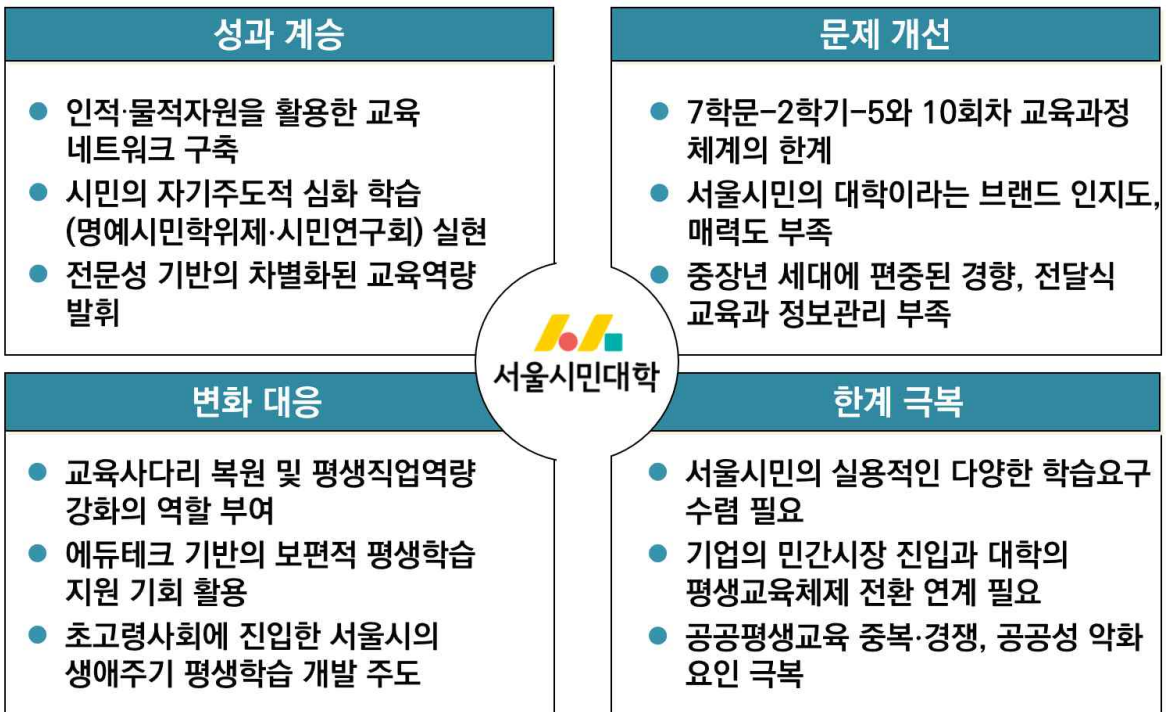 성과 계승
● 인적·물적자원을 활용한 교육
네트워크 구축
● 시민의 자기주도적 심화 학습
(명예시민학위제·시민연구회) 실현
● 전문성 기반의 차별화된 교육역량
발휘
문제 개선
● 7학문-2학기-5와 10회차 교육과정
체계의 한계
● 서울시민의 대학이라는 브랜드 인지도,
매력도 부족
● 중장년 세대에 편중된 경향, 전달식
교육과 정보관리 부족
서울시민대학
변화 대응
● 교육사다리 복원 및 평생직업역량
강화의 역할 부여
● 에듀테크 기반의 보편적 평생학습
지원 기회 활용
● 초고령사회에 진입한 서울시의
생애주기 평생학습 개발 주도
한계 극복
● 서울시민의 실용적인 다양한 학습요구
수렴 필요
● 기업의 민간시장 진입과 대학의
평생교육체제 전환 연계 필요
● 공공평생교육 중복·경쟁, 공공성 악화
요인 극복